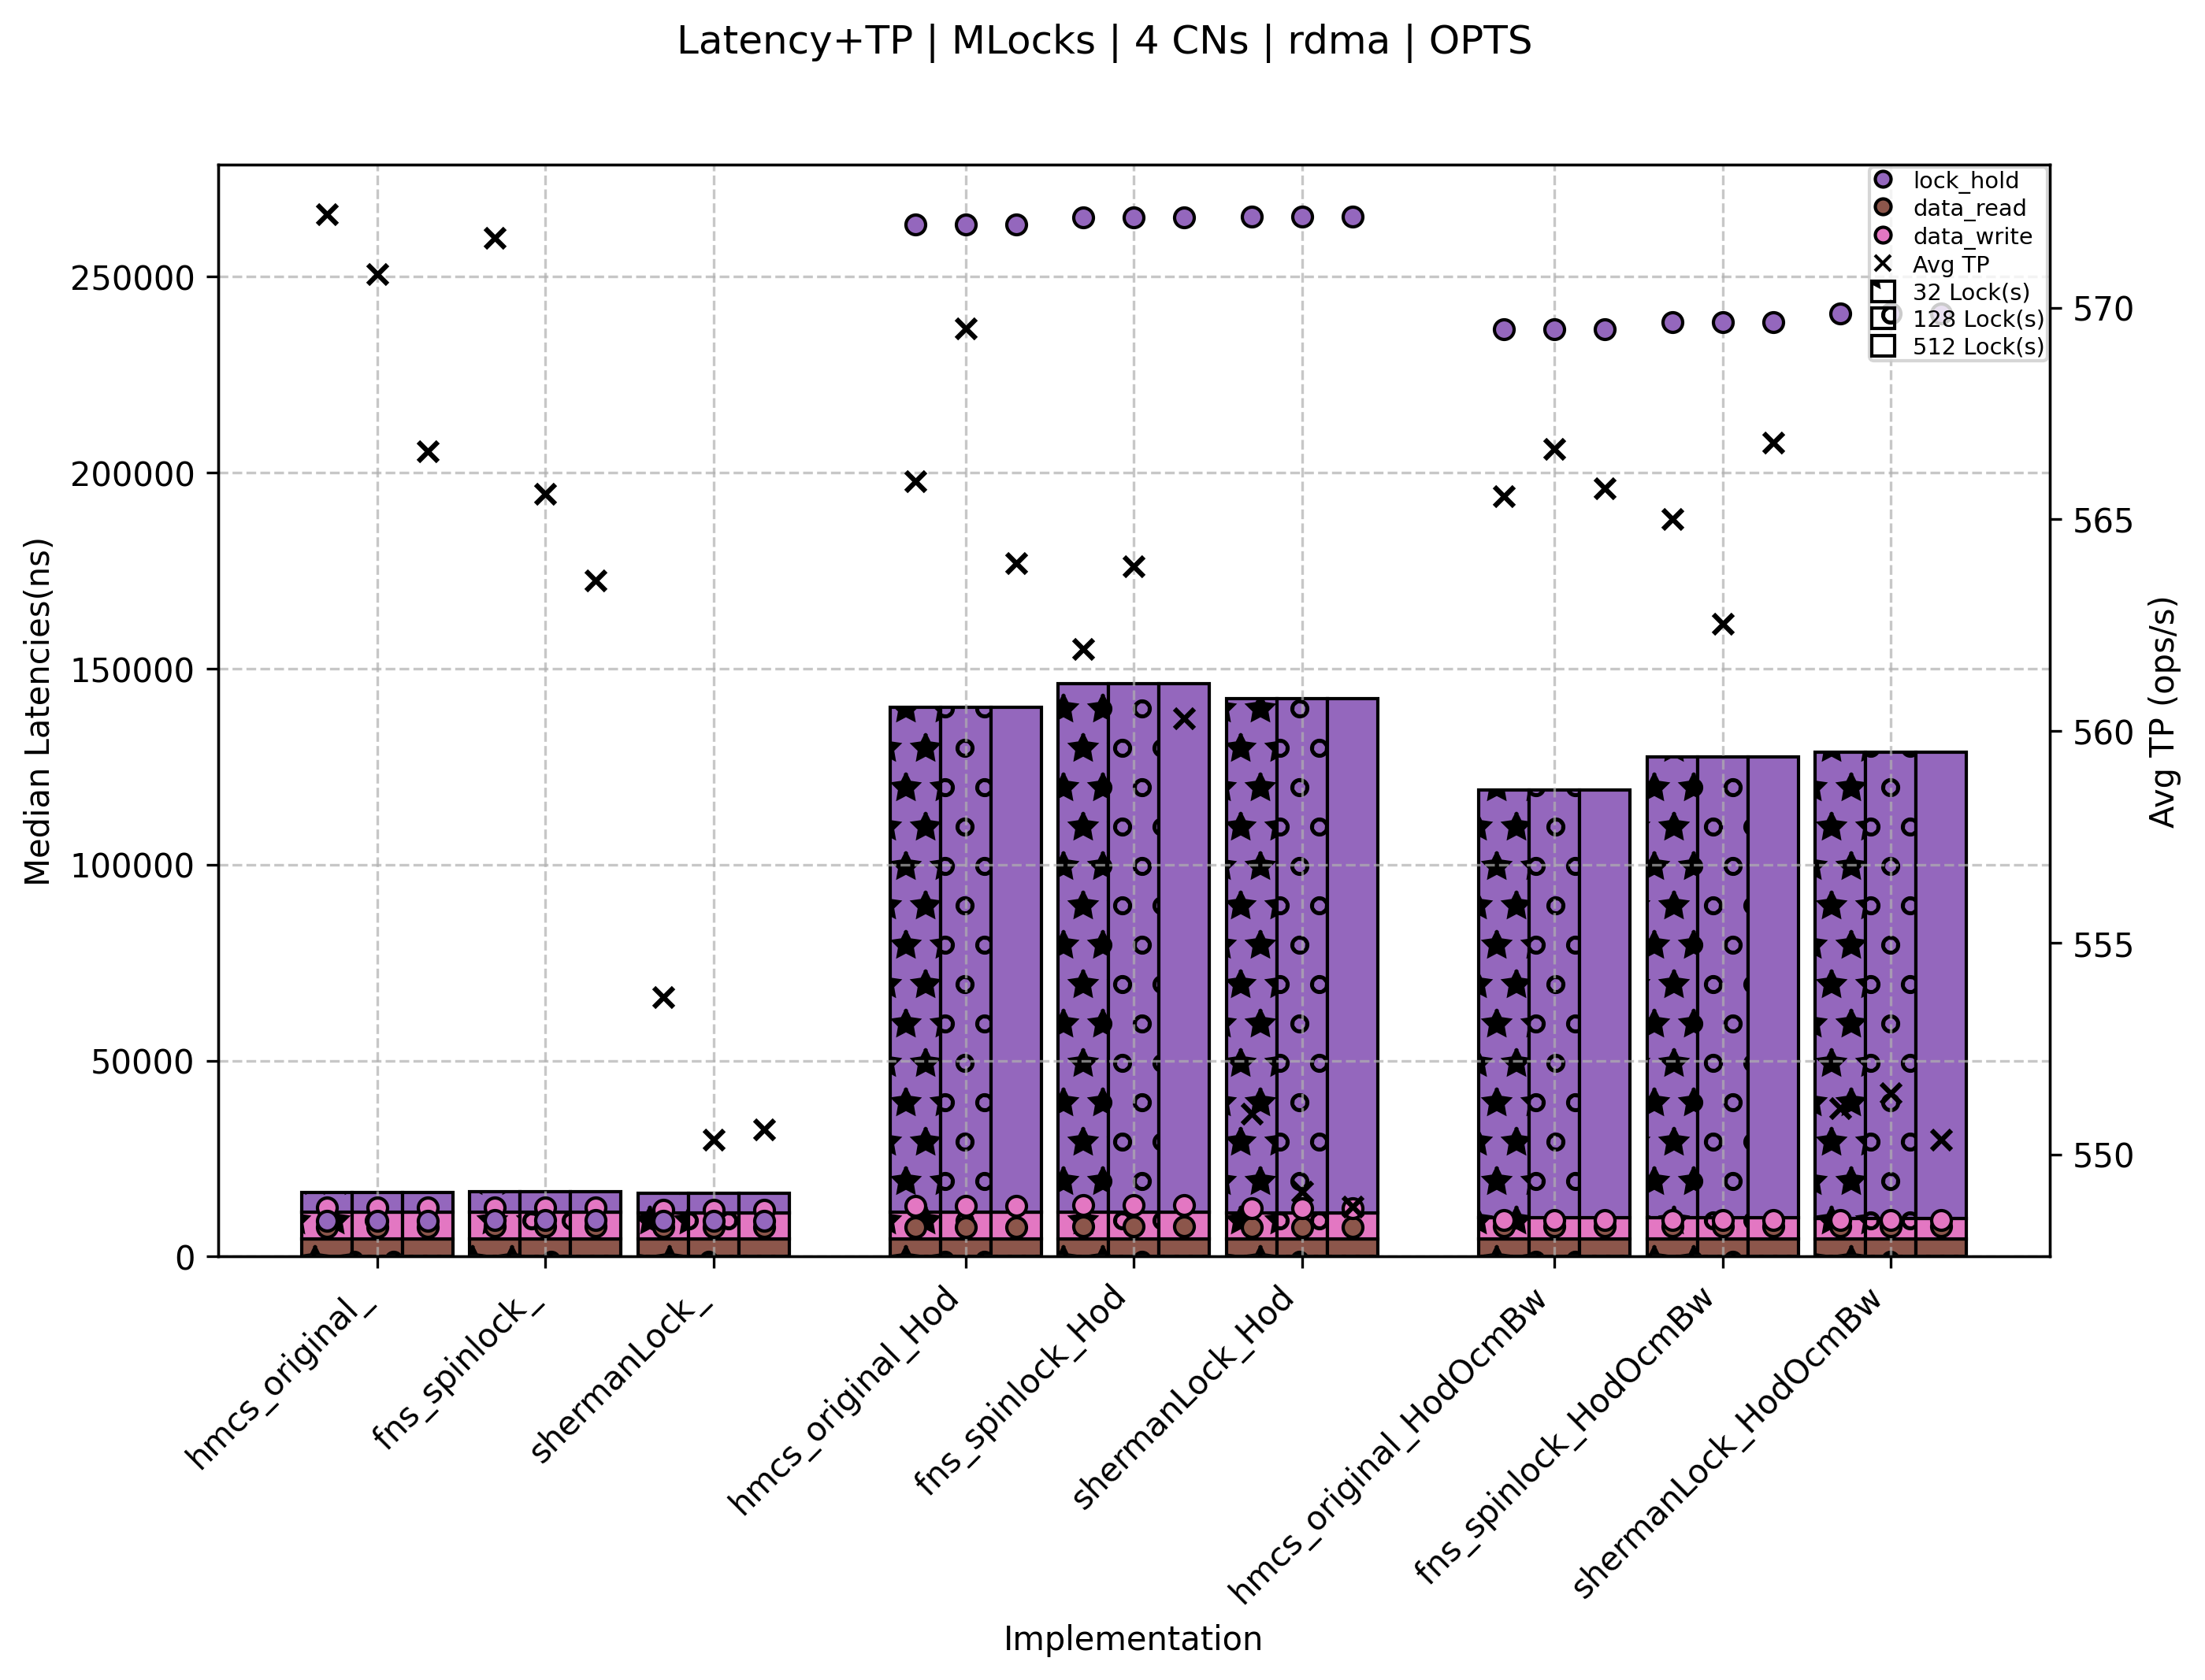 Latency+TP | MLocks | 4 CNs | rdma | OPTS
Median Latencies(ns)
250000
200000
150000
100000
50000
0
lock_hold
data_read
data_write
Avg TP
32 Lock(s)
128 Lock(s)
512 Lock(s)
570
565
560
555
550
Avg TP (ops/s)
hmcs_original_
fns_spinlock_
shermanLock_
hmcs_original_Hod
fns_spinlock_Hod
shermanLock_Hod
hmcs_original_HodOcmBw
fns_spinlock_HodOcmBw
shermanLock_HodOcmBw
Implementation